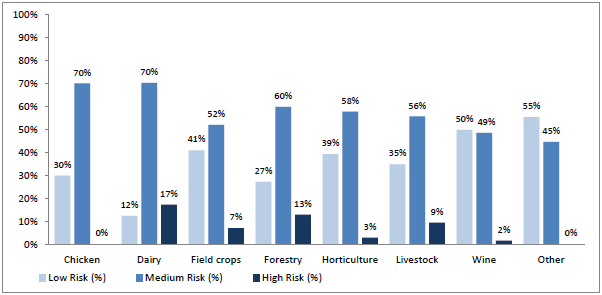 100%
90%
80%
70%
60%
50%
40%
30%
20%
10%
0%
30% 70% 0%
12% 70% 17%
41% 52% 7%
27% 60% 13%
39% 58% 3%
35% 56% 9%
50% 49% 2%
55% 45% 0%
Chicken Dairy Field crops Forestry Horticulture Livestock Wine Other
Low Risk (%) Medium Risk (%) High Risk (%)